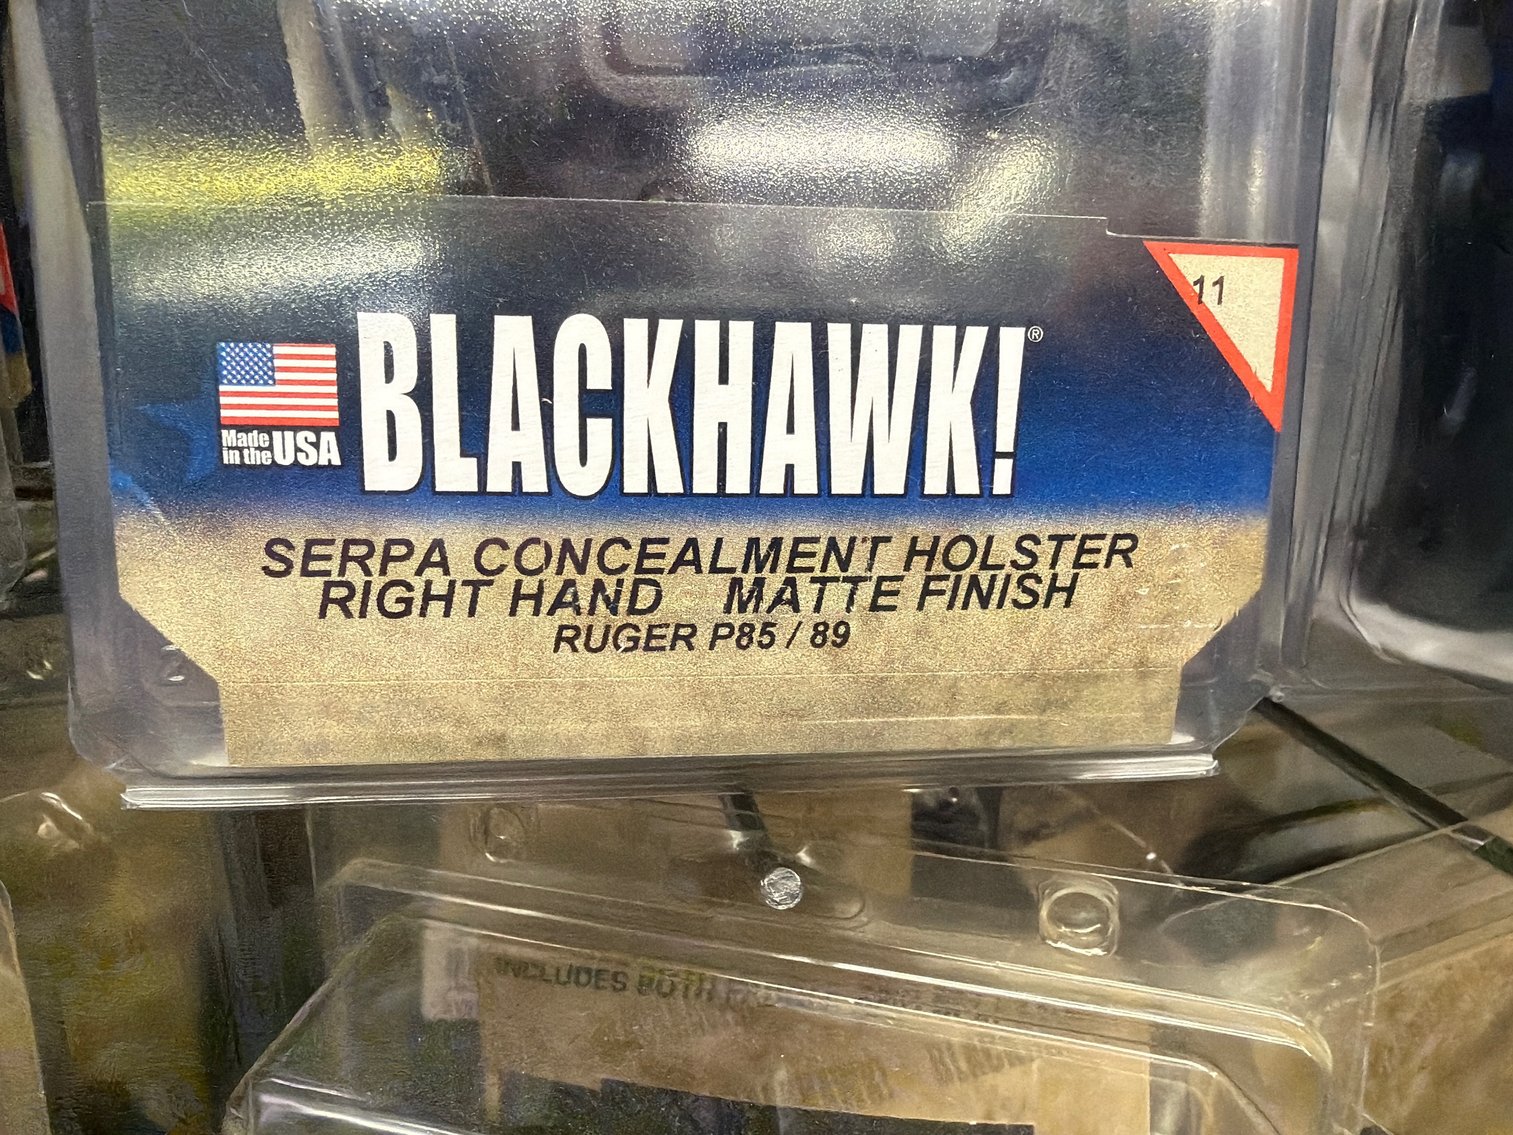 11
BLACKHAWK!®
Made
in the USA
SERPA CONCEALMENT HOLSTER
RIGHT HAND MATTE FINISH
RUGER P85 / 89
INCLUDES BOTH